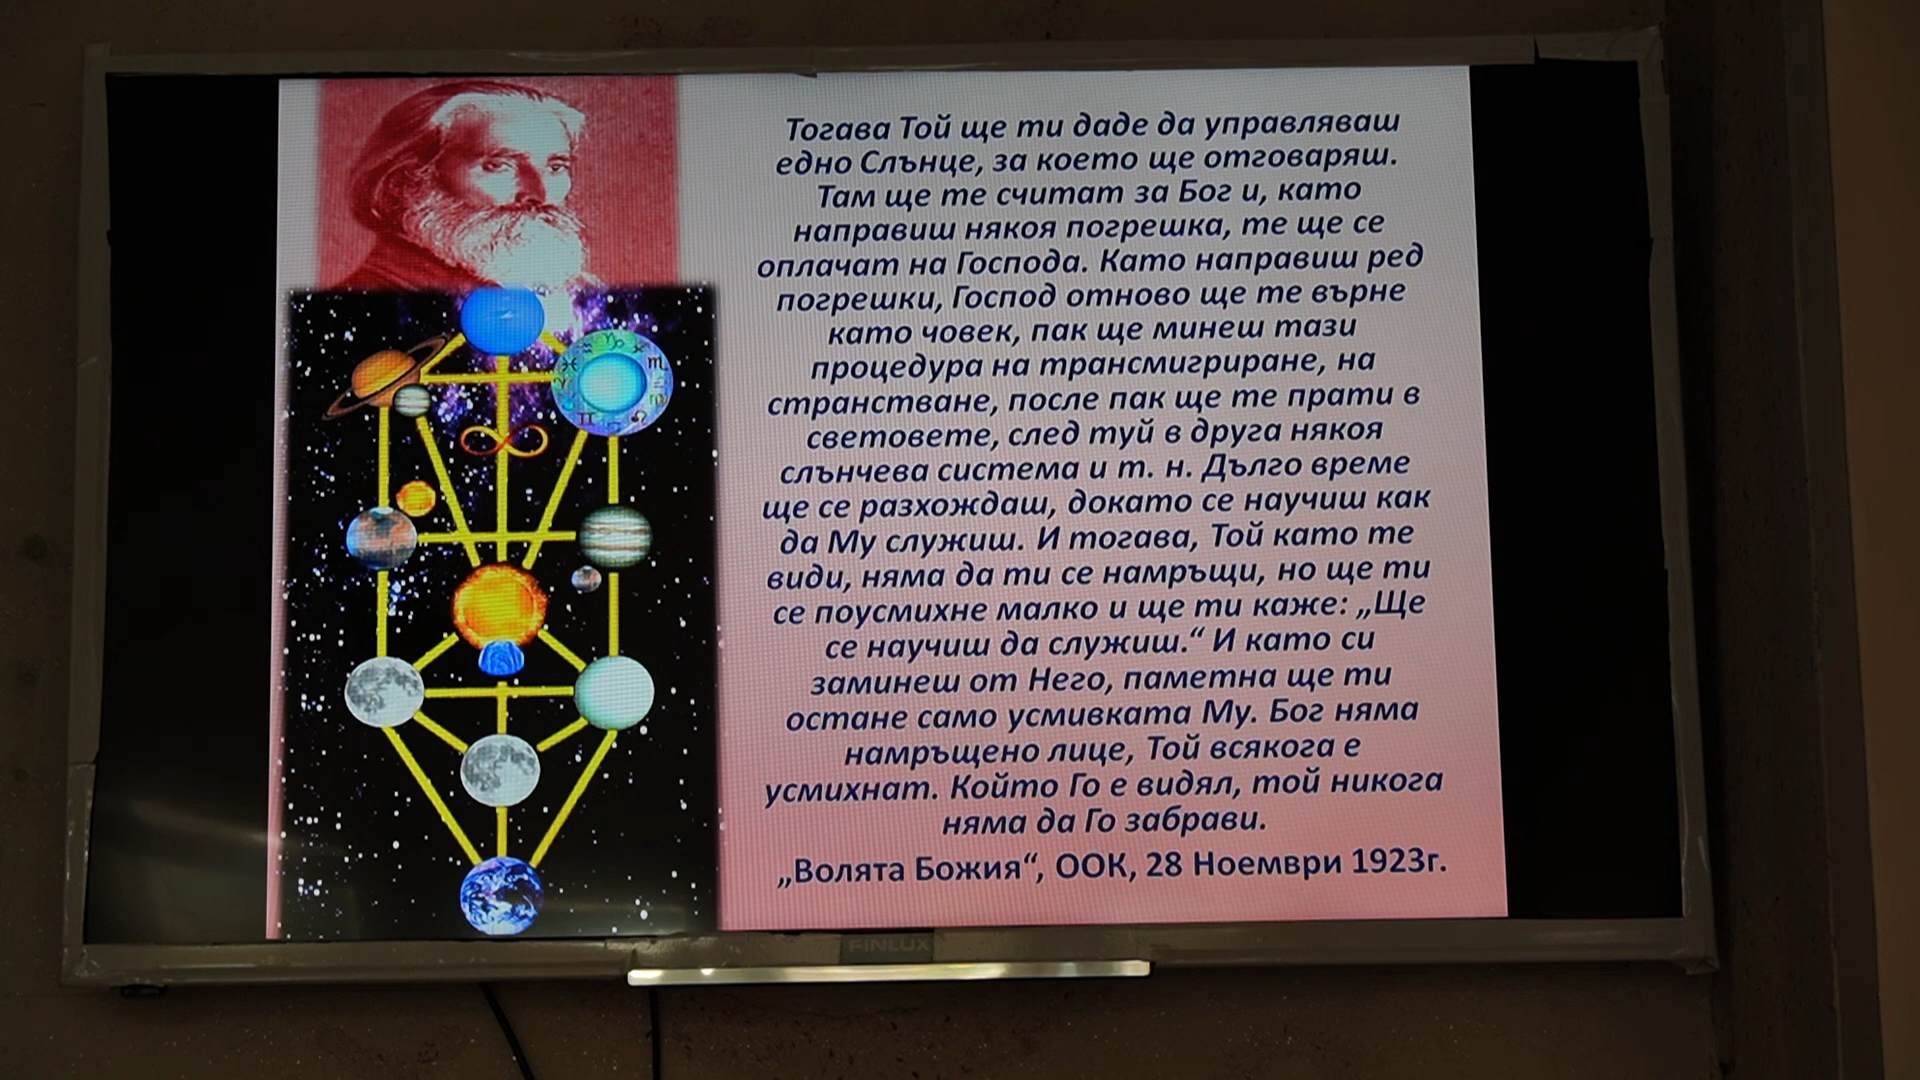 Тогава Той ще ти даде да управляваш
едно Слънце, за което ще отговаряш.
Там ще те считат за Бог и, като
направиш някоя погрешка, те ще се
оплачат на Господа. Като направиш ред
погрешки, Господ отново ще те върне
като човек, пак ще минеш тази
процедура на трансмигриране, на
странстване, после пак ще те прати в
световете, след туй в друга някоя
слънчева система и т. н. Дълго време
ще се разхождаш, докато се научиш как
да Му служиш. И тогава, Той като те
види, няма да ти се намръщи, но ще ти
се поусмихне малко и ще ти каже: „Ще
се научиш да служиш.“ И като си
заминеш от Него, паметна ще ти
остане само усмивката Му. Бог няма
намръщено лице, Той всякога е
усмихнат. Който Го е видял, той никога
няма да Го забрави.
„Волята Божия“, ООК, 28 Ноември 1923г.
FINLUX